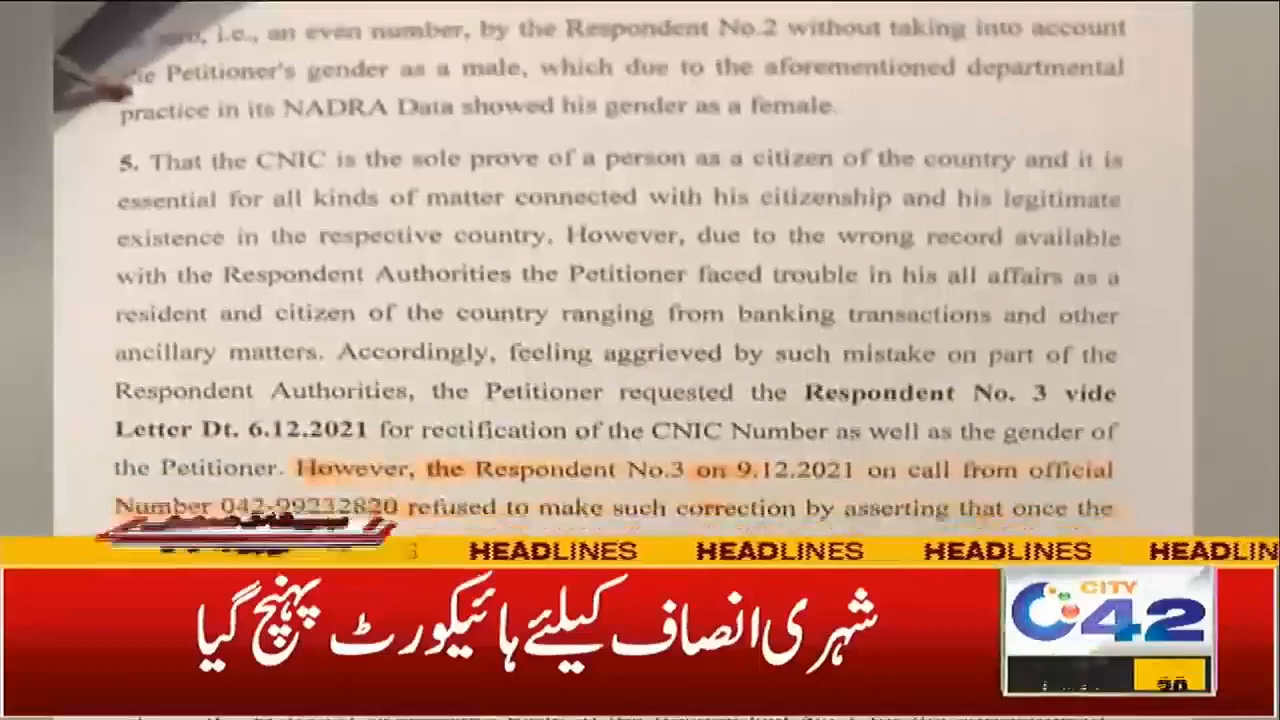 i.e., an even number, by the Respondent No.2 without taking into account
Petitioner's gender as a male, which due to the aforementioned departmental
practice in its NADRA Data showed his gender as a female.
5. That the CNIC is the sole prove of a person as a citizen of the country and it is
essential for all kinds of matter connected with his citizenship and his legitimate
existence in the respective country. However, due to the wrong record available
with the Respondent Authorities the Petitioner faced trouble in his all affairs as a
resident and citizen of the country ranging from banking transactions and other
ancillary matters. Accordingly, feeling aggrieved by such mistake on part of the
Respondent Authorities, the Petitioner requested the Respondent No. 3 vide
Letter Dt. 6.12.2021 for rectification of the CNIC Number as well as the gender of
the Petitioner. However, the Respondent No.3 on 9.12.2021 on call from official
Number 042-99232820 refused to make such correction by asserting that once the
HEADLINES HEADLINES HEADLINES HEADLIN
شہری انصاف کیلئے ہائیکورٹ پہنچ گیا
CITY
42